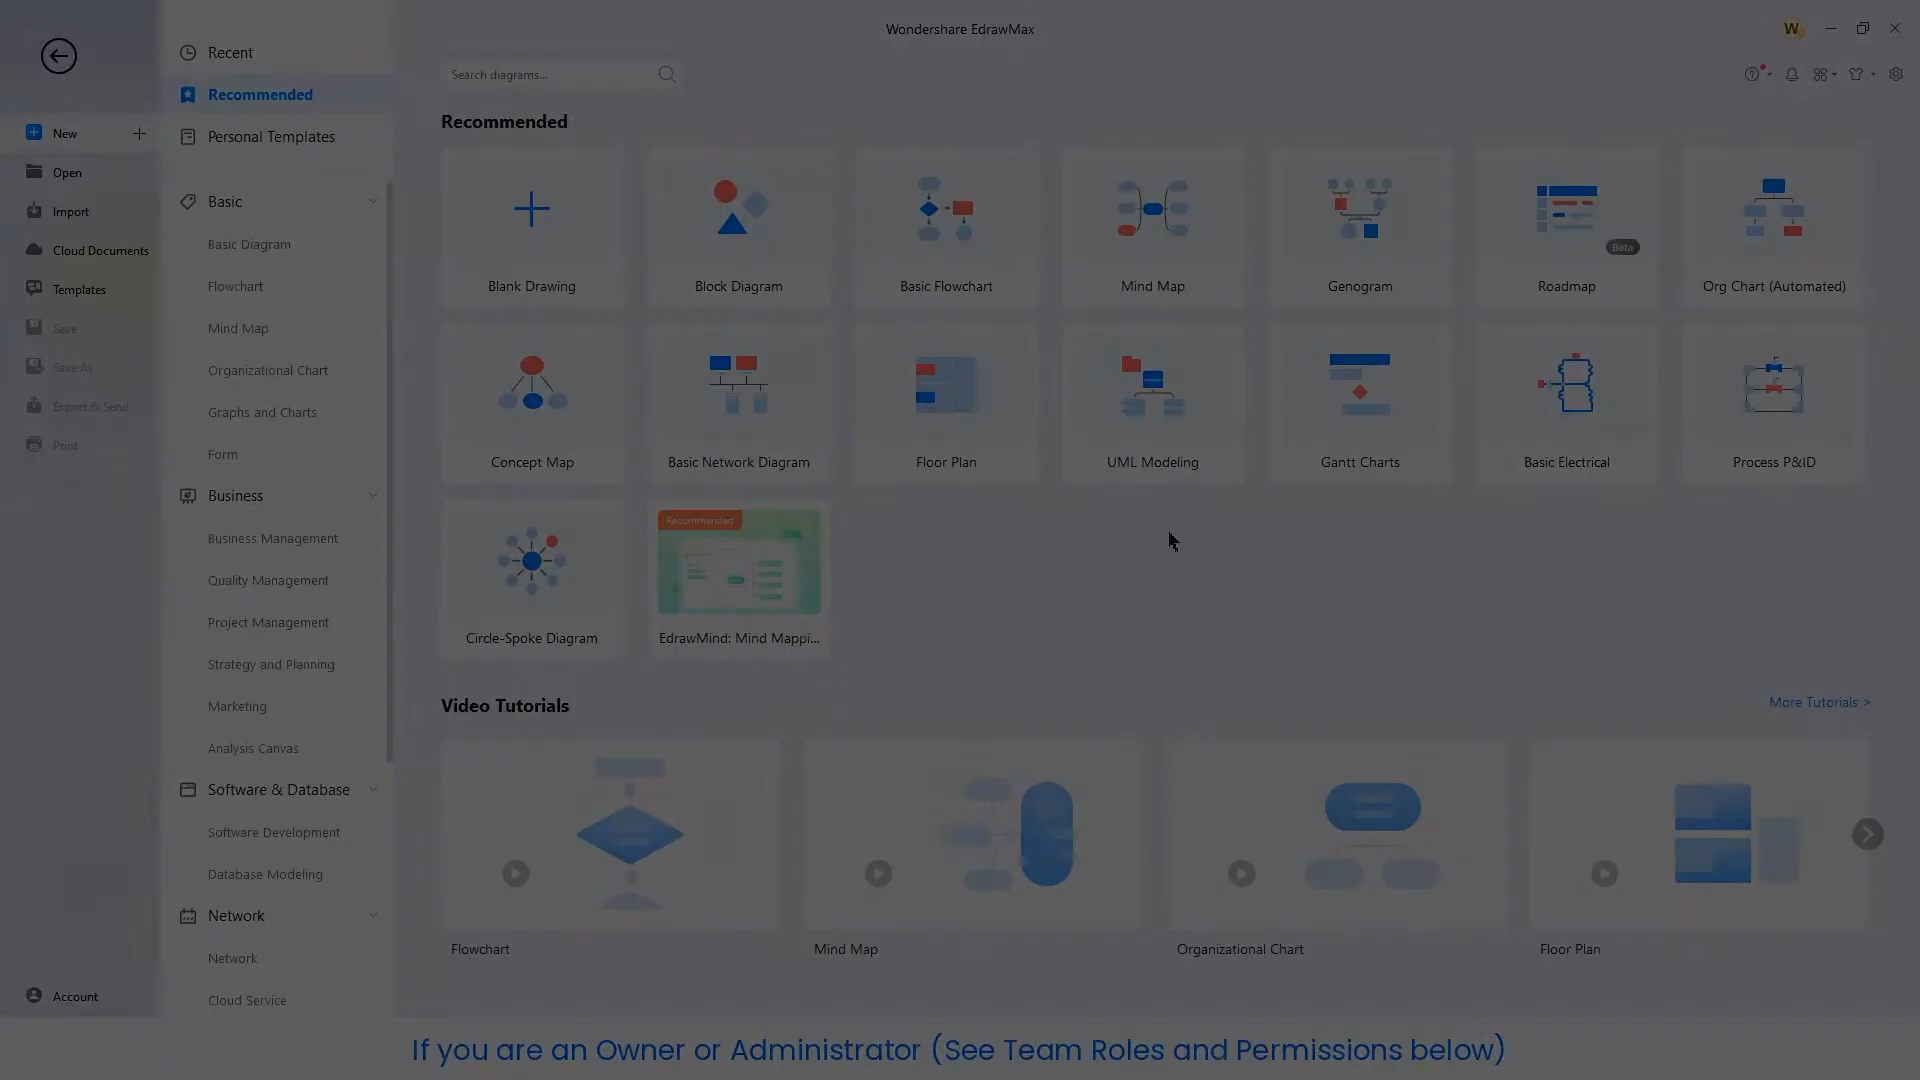 Wondershare EdrawMax
W
Recent
Recommended
Personal Templates
New
Open
Import
Cloud Documents
Templates
Save
Save As
Export & Send
Print
Account
Basic
Basic Diagram
Flowchart
Mind Map
Organizational Chart
Graphs and Charts
Form
Business
Business Management
Quality Management
Project Management
Strategy and Planning
Marketing
Analysis Canvas
Software & Database
Software Development
Database Modeling
Network
Network
Cloud Service
Search diagrams...
Recommended
Blank Drawing
Block Diagram
Basic Flowchart
Mind Map
Genogram
Beta
Roadmap
Org Chart (Automated)
Concept Map
Basic Network Diagram
Floor Plan
UML Modeling
Gantt Charts
Basic Electrical
Process P&ID
Circle-Spoke Diagram
Recommended
EdrawMind: Mind Mappi...
Video Tutorials
More Tutorials >
Flowchart
Mind Map
Organizational Chart
Floor Plan
If you are an Owner or Administrator (See Team Roles and Permissions below)